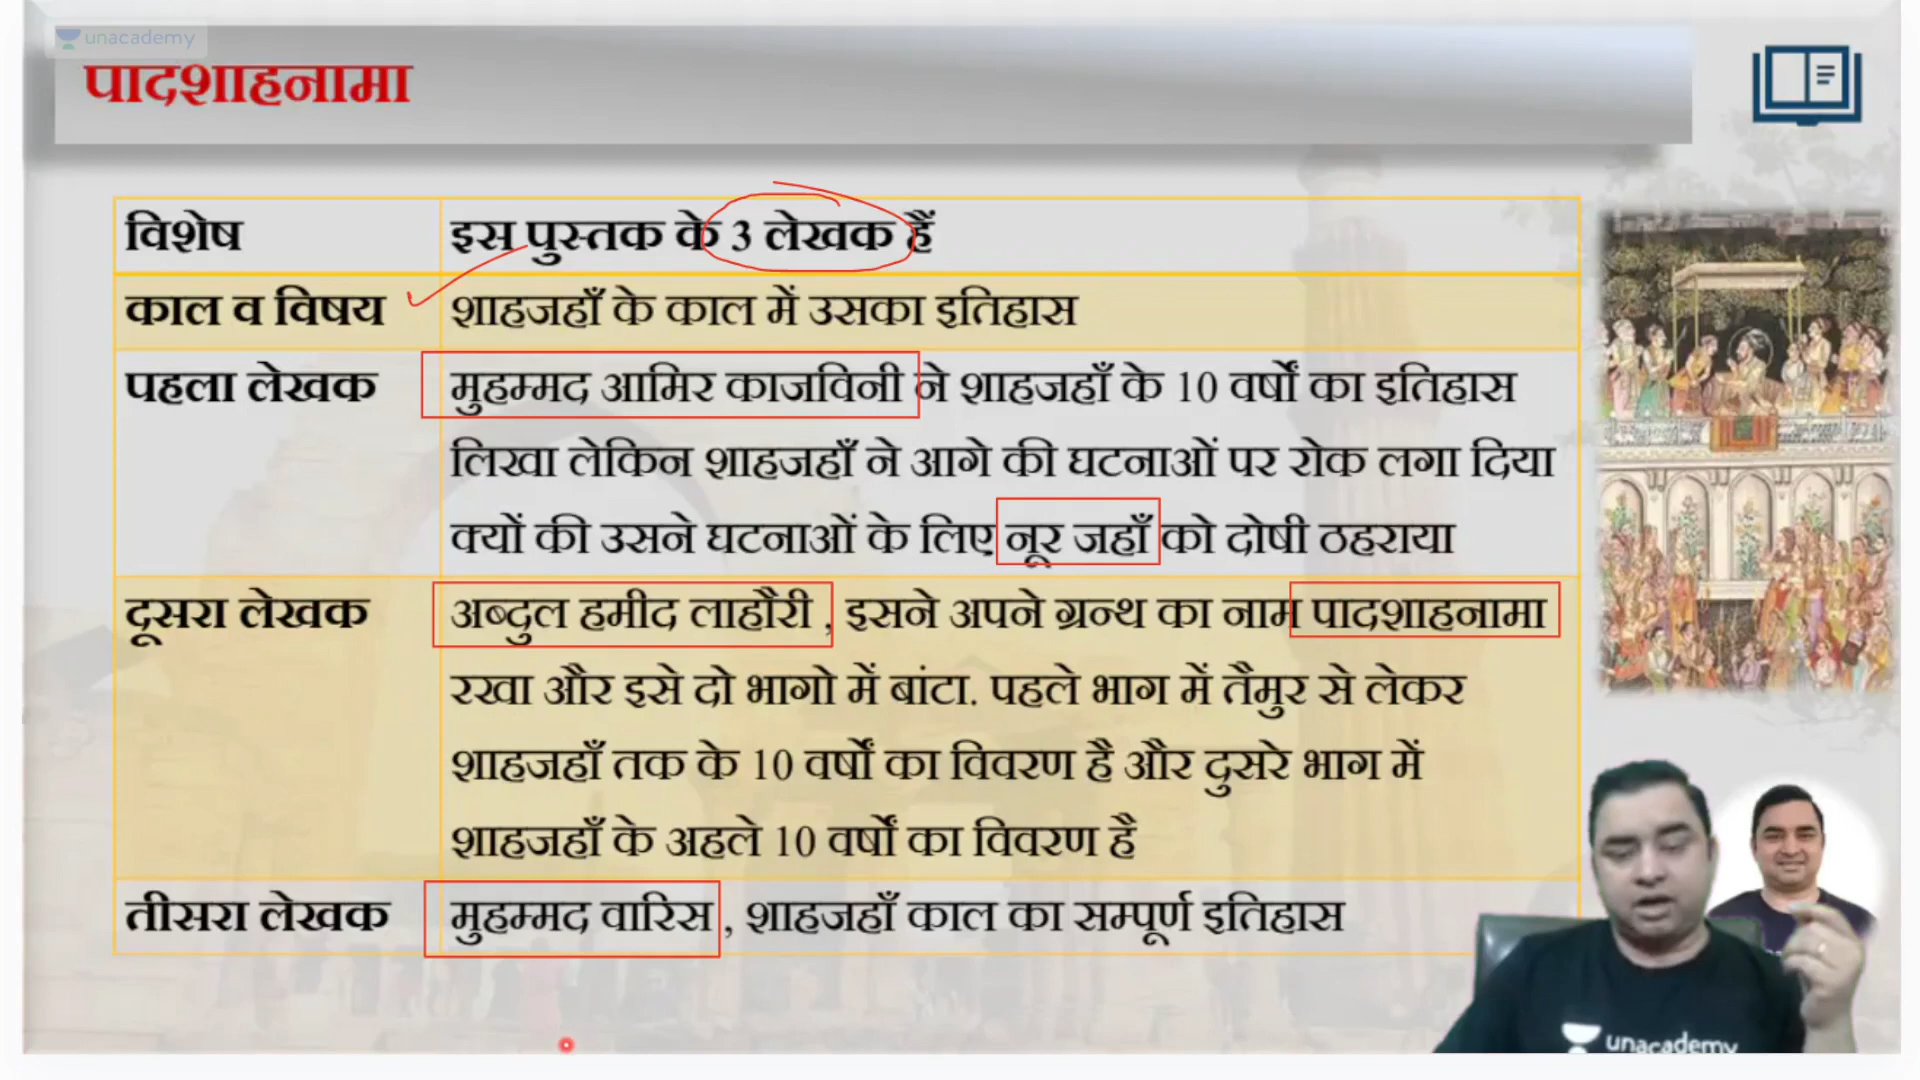 unacademy
पादशाहनामा
विशेष इस पुस्तक के 3 लेखक हैं
काल व विषय शाहजहाँ के काल में उसका इतिहास
पहला लेखक मुहम्मद आमिर काजविनी ने शाहजहाँ के 10 वर्षों का इतिहास
लिखा लेकिन शाहजहाँ ने आगे की घटनाओं पर रोक लगा दिया
क्यों की उसने घटनाओं के लिए नूर जहाँ को दोषी ठहराया
दूसरा लेखक अब्दुल हमीद लाहौरी , इसने अपने ग्रन्थ का नाम पादशाहनामा
रखा और इसे दो भागो में बांटा. पहले भाग में तैमुर से लेकर
शाहजहाँ तक के 10 वर्षों का विवरण है और दुसरे भाग में
शाहजहाँ के अहले 10 वर्षों का विवरण है
तीसरा लेखक मुहम्मद वारिस , शाहजहाँ काल का सम्पूर्ण इतिहास
unacademy